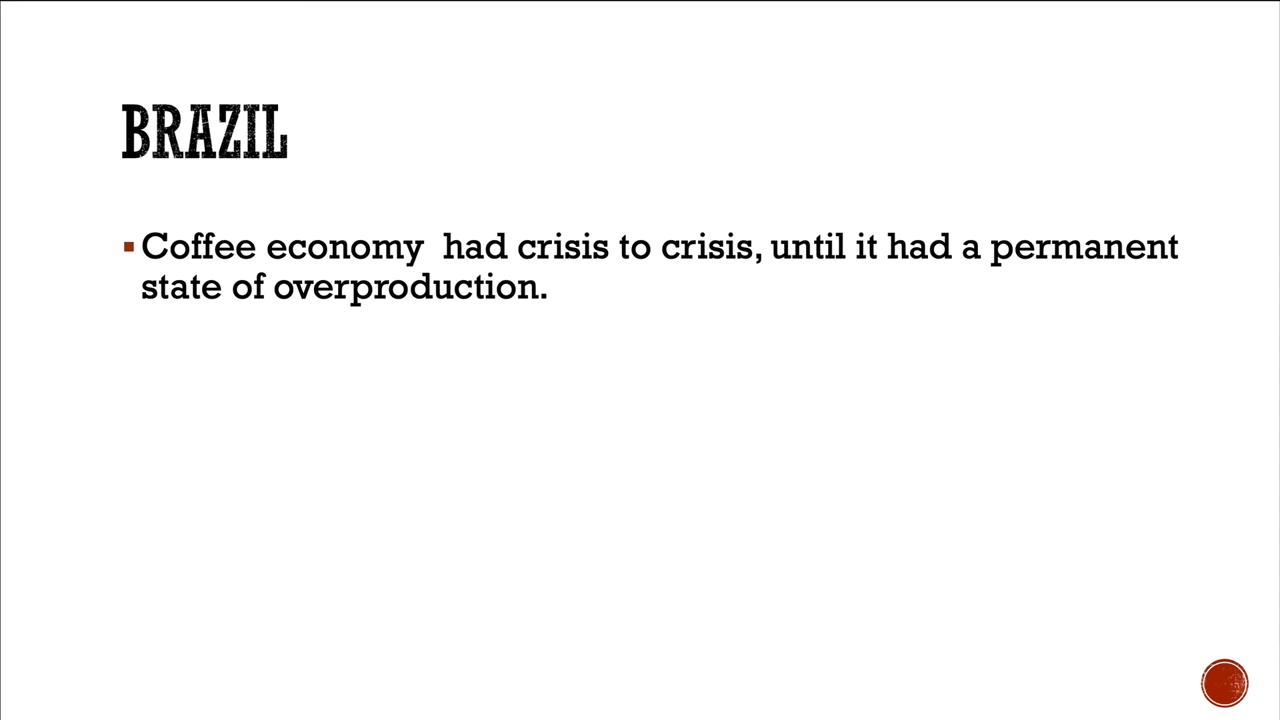 BRAZIL
▪ Coffee economy  had crisis to crisis, until it had a permanent
state of overproduction.